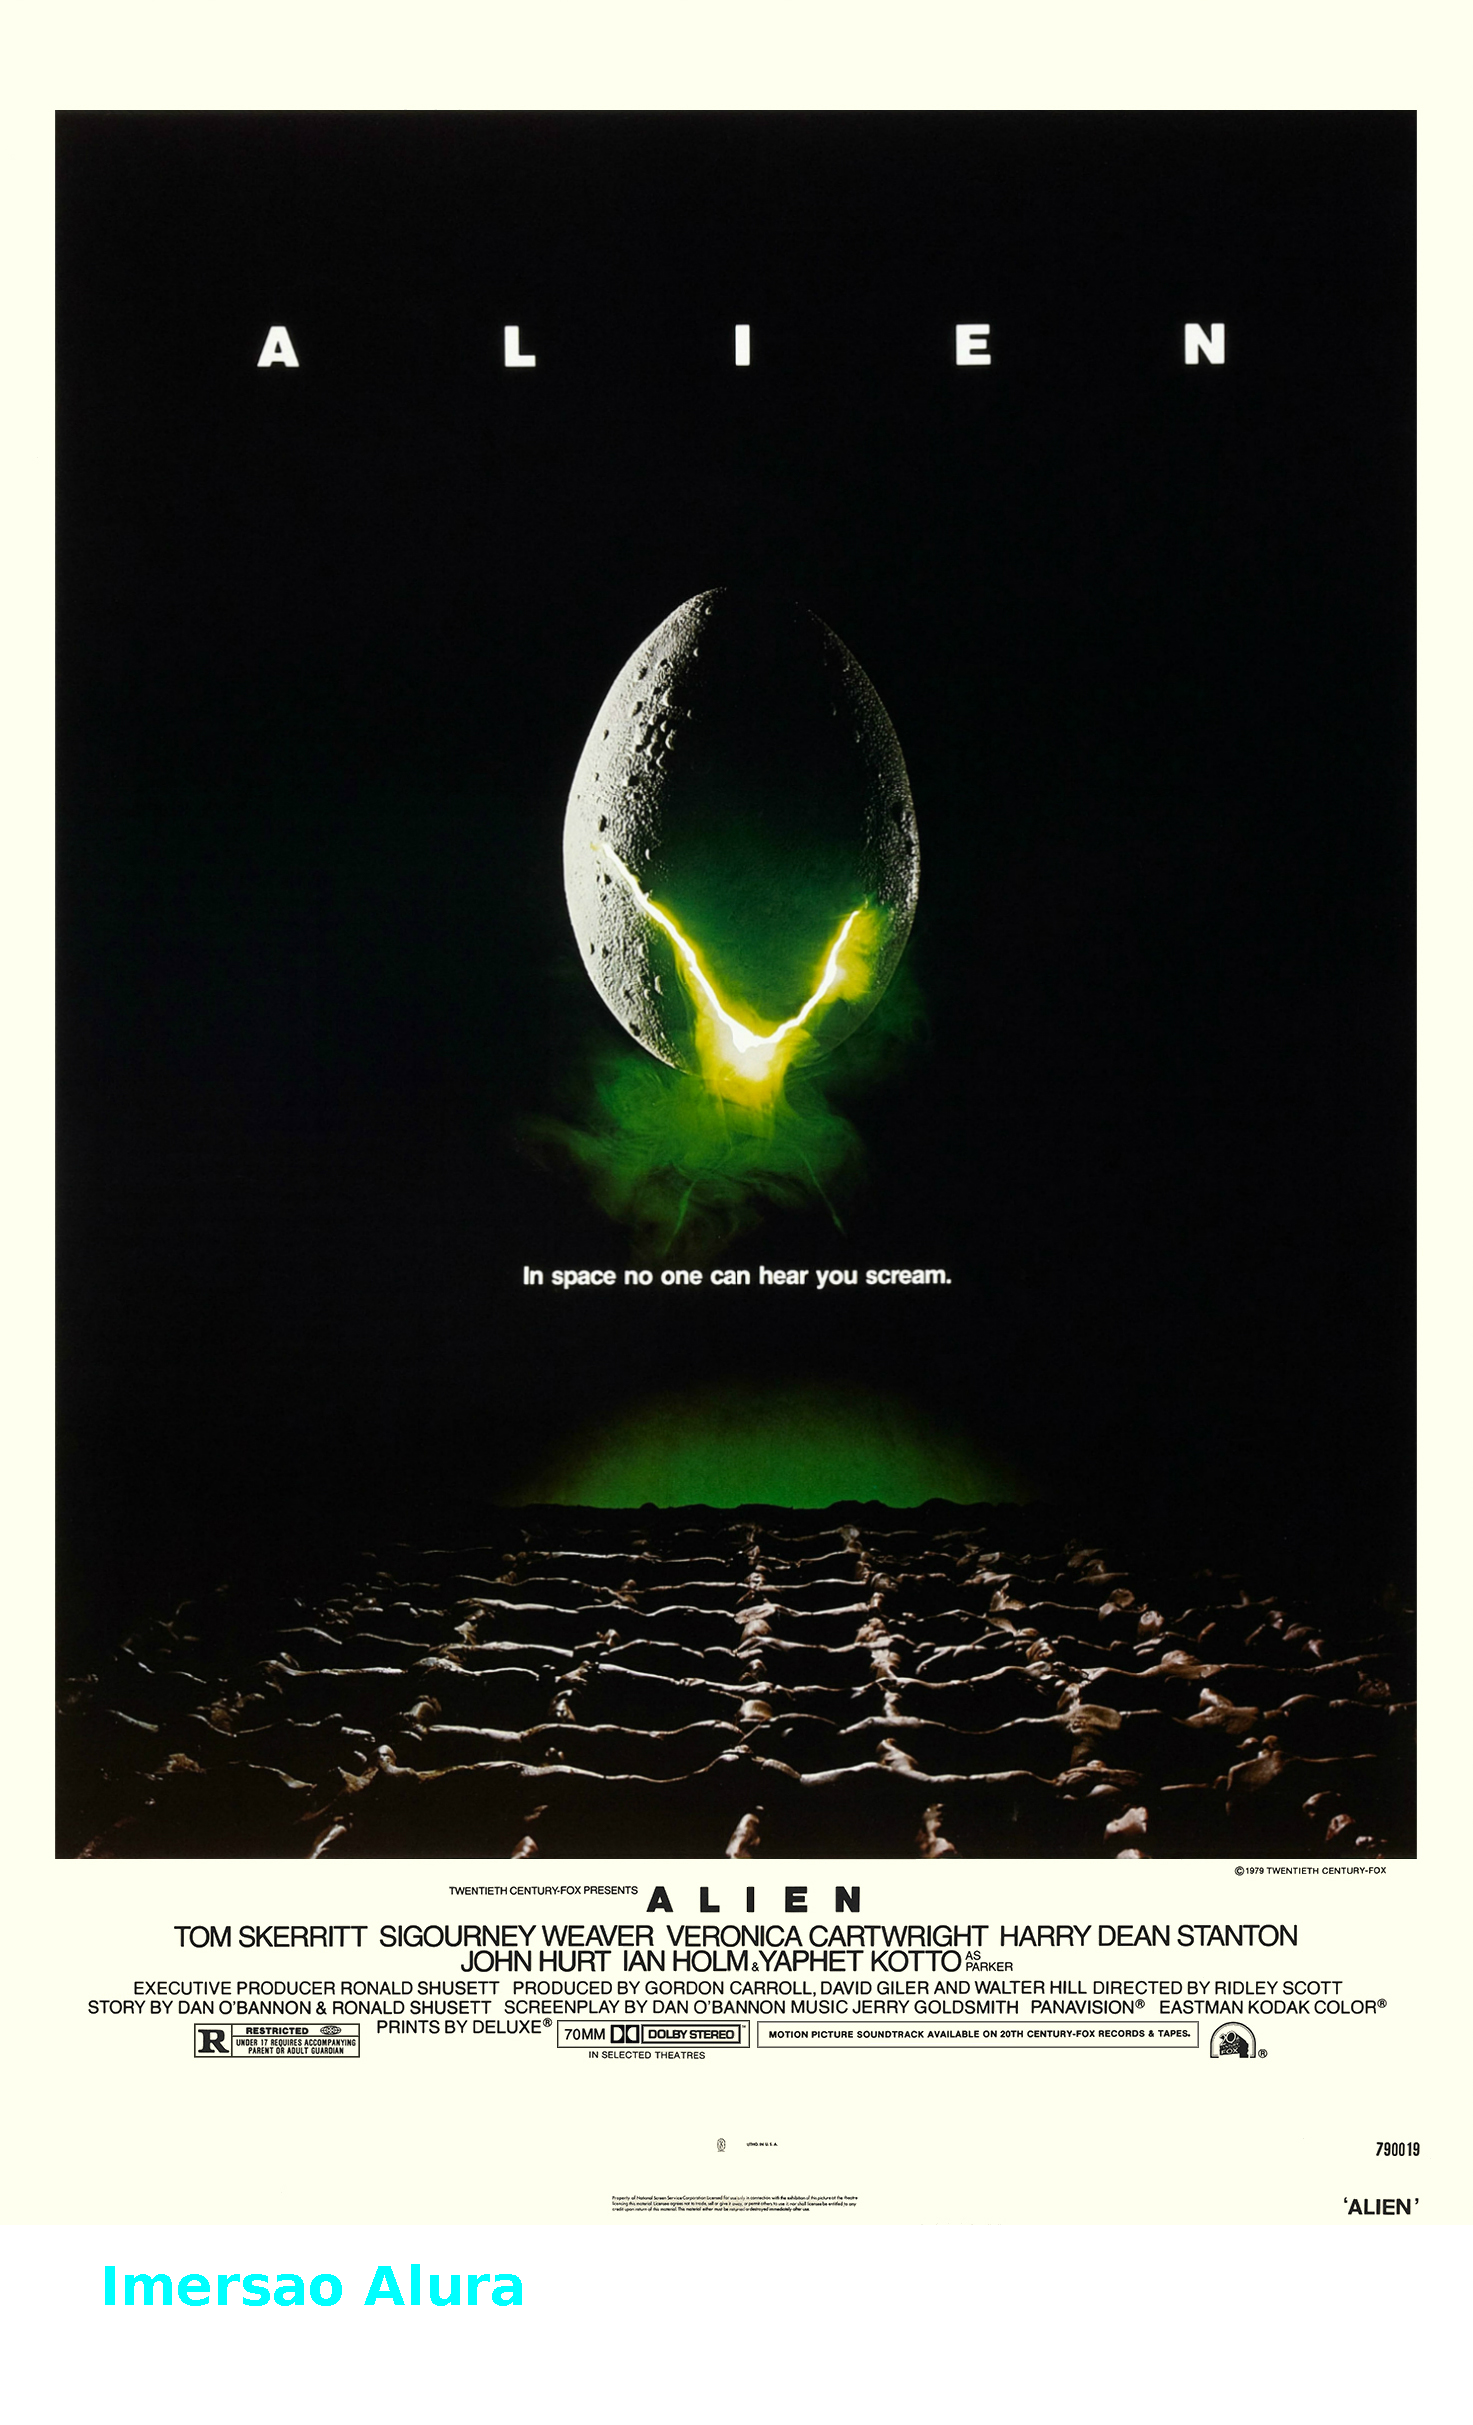 A L I E N
In space no one can hear you scream.
©1979 TWENTIETH CENTURY-FOX
TWENTIETH CENTURY-FOX PRESENTS A L I E N
TOM SKERRITT SIGOURNEY WEAVER VERONICA CARTWRIGHT HARRY DEAN STANTON
JOHN HURT IAN HOLM & YAPHET KOTTO AS PARKER
EXECUTIVE PRODUCER RONALD SHUSETT PRODUCED BY GORDON CARROLL, DAVID GILER AND WALTER HILL DIRECTED BY RIDLEY SCOTT
STORY BY DAN O'BANNON & RONALD SHUSETT SCREENPLAY BY DAN O'BANNON MUSIC JERRY GOLDSMITH PANAVISION® EASTMAN KODAK COLOR®
PRINTS BY DELUXE®
R RESTRICTED
UNDER 17 REQUIRES ACCOMPANYING
PARENT OR ADULT GUARDIAN
70MM DOLBY STEREO™
IN SELECTED THEATRES
MOTION PICTURE SOUNDTRACK AVAILABLE ON 20TH CENTURY-FOX RECORDS & TAPES.
FOX ®
LITHO. IN U. S. A.
790019
'ALIEN'
Imersao Alura